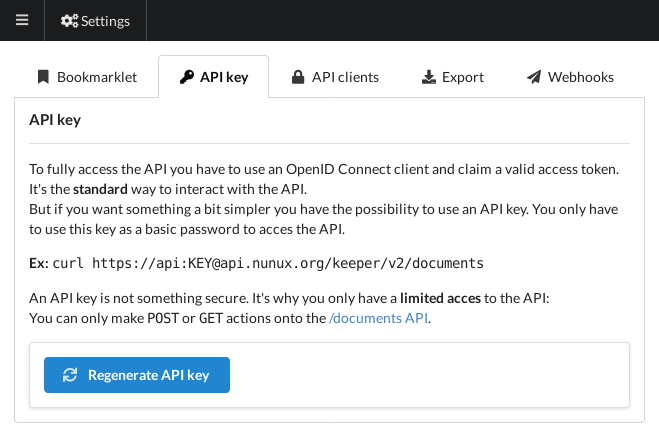 Settings
Bookmarklet API key API clients Export Webhooks
API key
To fully access the API you have to use an OpenID Connect client and claim a valid access token.
It's the standard way to interact with the API.
But if you want something a bit simpler you have the possibility to use an API key. You only have
to use this key as a basic password to acces the API.
Ex: curl https://api:KEY@api.nunux.org/keeper/v2/documents
An API key is not something secure. It's why you only have a limited acces to the API:
You can only make POST or GET actions onto the /documents API.
Regenerate API key